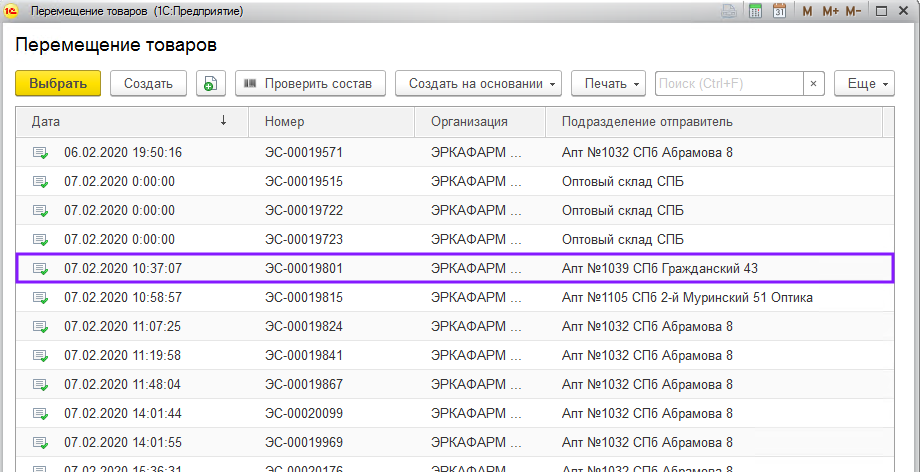 1С Перемещение товаров (1С:Предприятие) 31 M M+ M-
Перемещение товаров
Выбрать Создать Проверить состав Создать на основании Печать Поиск (Ctrl+F) × Еще
Дата ↓ Номер Организация Подразделение отправитель
06.02.2020 19:50:16 ЭС-00019571 ЭРКАФАРМ ... Апт №1032 СПб Абрамова 8
07.02.2020 0:00:00 ЭС-00019515 ЭРКАФАРМ ... Оптовый склад СПБ
07.02.2020 0:00:00 ЭС-00019722 ЭРКАФАРМ ... Оптовый склад СПБ
07.02.2020 0:00:00 ЭС-00019723 ЭРКАФАРМ ... Оптовый склад СПБ
07.02.2020 10:37:07 ЭС-00019801 ЭРКАФАРМ ... Апт №1039 СПб Гражданский 43
07.02.2020 10:58:57 ЭС-00019815 ЭРКАФАРМ ... Апт №1105 СПб 2-й Муринский 51 Оптика
07.02.2020 11:07:25 ЭС-00019824 ЭРКАФАРМ ... Апт №1032 СПб Абрамова 8
07.02.2020 11:19:58 ЭС-00019841 ЭРКАФАРМ ... Апт №1032 СПб Абрамова 8
07.02.2020 11:48:04 ЭС-00019867 ЭРКАФАРМ ... Апт №1032 СПб Абрамова 8
07.02.2020 14:01:44 ЭС-00020099 ЭРКАФАРМ ... Апт №1032 СПб Абрамова 8
07.02.2020 14:01:55 ЭС-00019969 ЭРКАФАРМ ... Апт №1032 СПб Абрамова 8
07.02.2020 15:36:31 ЭС-00020176 ЭРКАФАРМ ... Апт №1032 СПб Абрамова 8